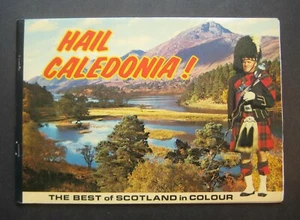 HAIL
CALEDONIA!
THE BEST of SCOTLAND in COLOUR